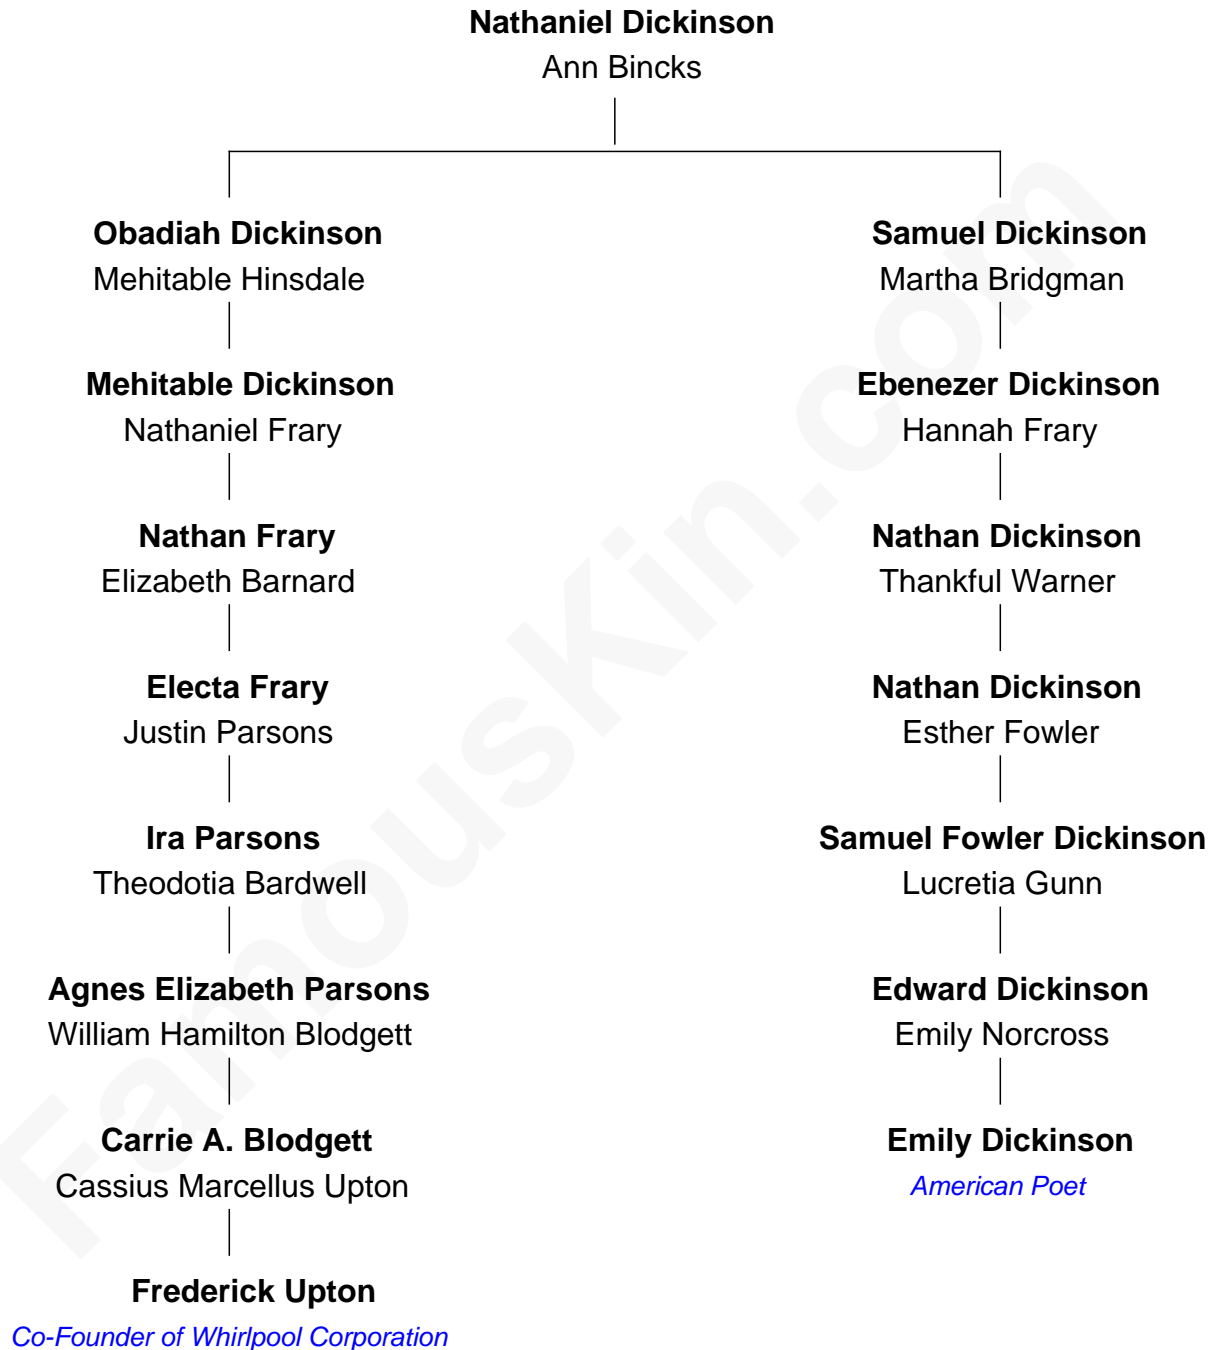 Nathaniel Dickinson
Ann Bincks
Obadiah Dickinson
Mehitable Hinsdale
Samuel Dickinson
Martha Bridgman
Mehitable Dickinson
Nathaniel Frary
Ebenezer Dickinson
Hannah Frary
Nathan Frary
Elizabeth Barnard
Nathan Dickinson
Thankful Warner
Electa Frary
Justin Parsons
Nathan Dickinson
Esther Fowler
Ira Parsons
Theodotia Bardwell
Samuel Fowler Dickinson
Lucretia Gunn
Agnes Elizabeth Parsons
William Hamilton Blodgett
Edward Dickinson
Emily Norcross
Carrie A. Blodgett
Cassius Marcellus Upton
Emily Dickinson
American Poet
Frederick Upton
Co-Founder of Whirlpool Corporation
FamousKin.com